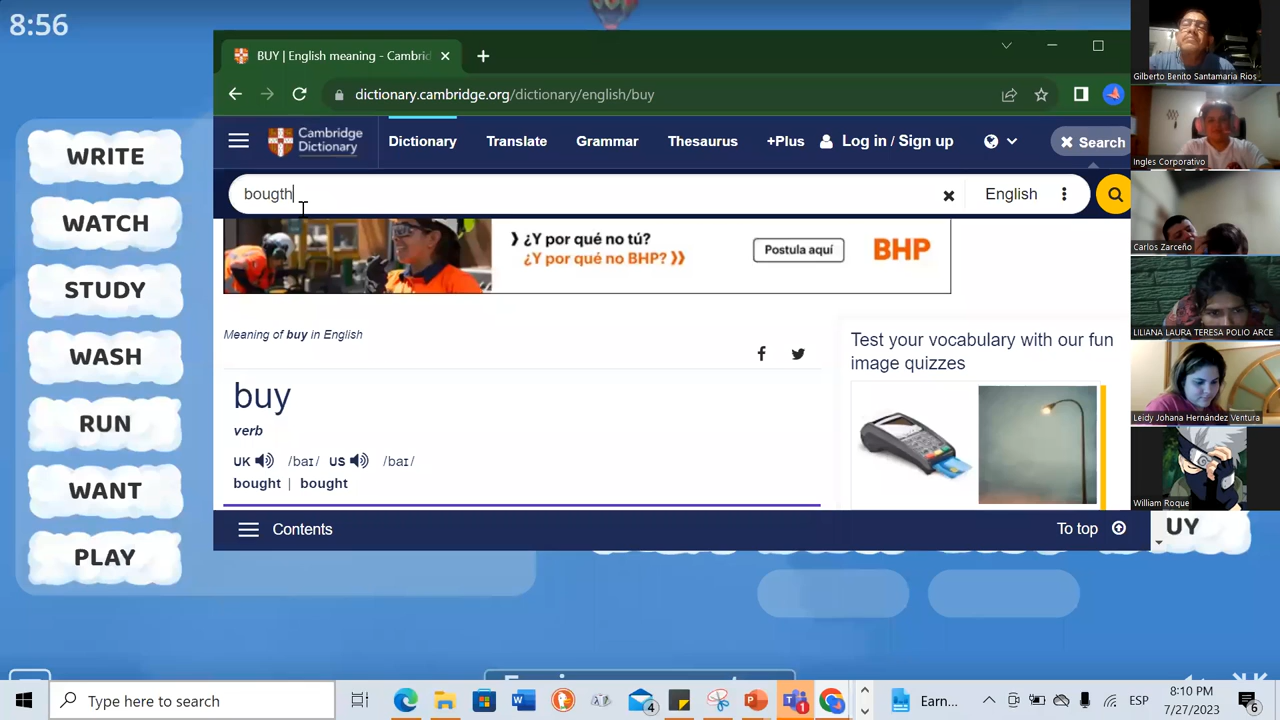 8:56
BUY | English meaning - Cambri
dictionary.cambridge.org/dictionary/english/buy
Cambridge Dictionary
Dictionary Translate Grammar Thesaurus +Plus Log in / Sign up Search
bougth English
¿Y por qué no tú?
¿Y por qué no BHP?
Postula aquí
BHP
Meaning of buy in English
buy
verb
UK /baɪ/ US /baɪ/
bought | bought
Test your vocabulary with our fun
image quizzes
Contents
To top
WRITE
WATCH
STUDY
WASH
RUN
WANT
PLAY
UY
Gilberto Benito Santamaria Rios
Ingles Corporativo
Carlos Zarceño
LILIANA LAURA TERESA POLIO ARCE
Leidy Johana Hernández Ventura
William Roque
Type here to search
4
1
Earn...
ESP
8:10 PM
7/27/2023
6